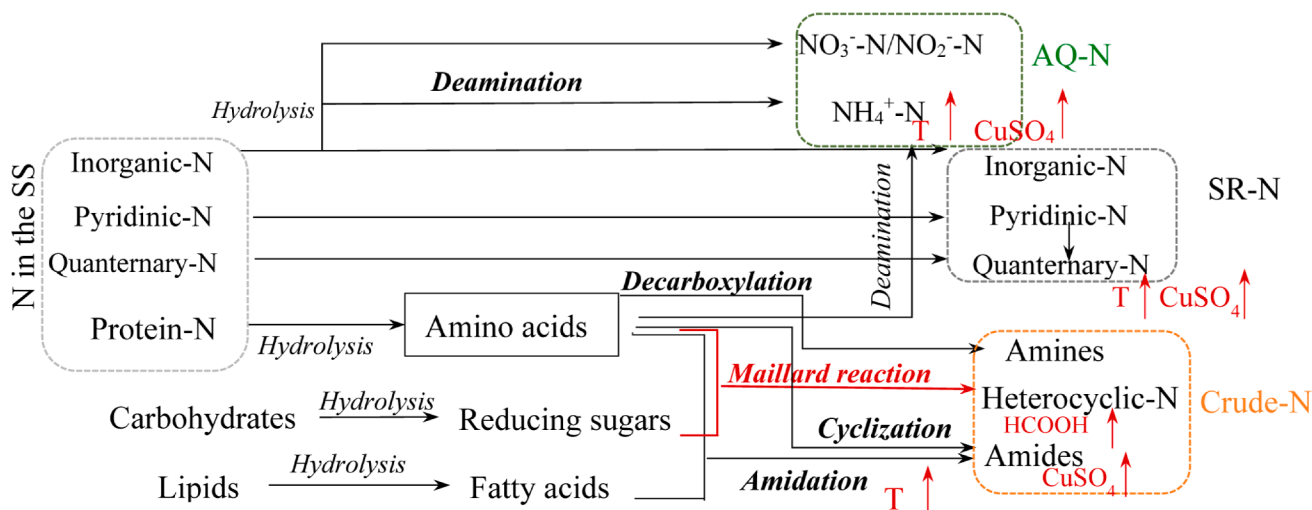 NO₃⁻-N/NO₂⁻-N
AQ-N
Deamination
Hydrolysis
NH₄⁺-N
T
CuSO₄
N in the SS
Inorganic-N
Inorganic-N
SR-N
Pyridinic-N
Pyridinic-N
Deamination
Quanternary-N
Quanternary-N
Decarboxylation
T
CuSO₄
Protein-N
Hydrolysis
Amino acids
Amines
Maillard reaction
Heterocyclic-N
Crude-N
Carbohydrates
Hydrolysis
Reducing sugars
HCOOH
Cyclization
Amides
Lipids
Hydrolysis
Fatty acids
Amidation
T
CuSO₄